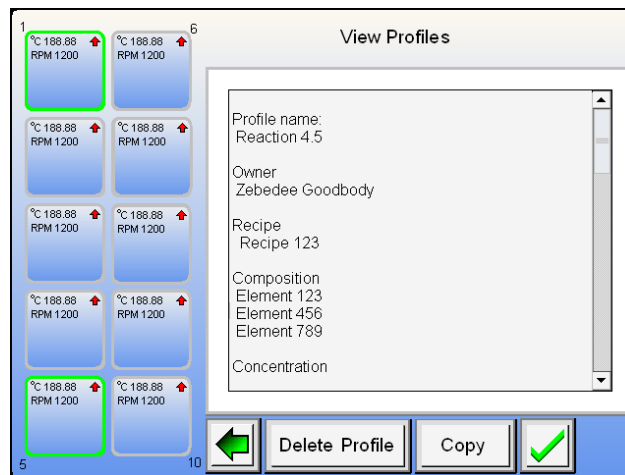 1
6
°C 188.88
RPM 1200
°C 188.88
RPM 1200
°C 188.88
RPM 1200
°C 188.88
RPM 1200
°C 188.88
RPM 1200
°C 188.88
RPM 1200
°C 188.88
RPM 1200
°C 188.88
RPM 1200
°C 188.88
RPM 1200
°C 188.88
RPM 1200
5
10
View Profiles
Profile name:
Reaction 4.5
Owner
Zebedee Goodbody
Recipe
Recipe 123
Composition
Element 123
Element 456
Element 789
Concentration
Delete Profile
Copy